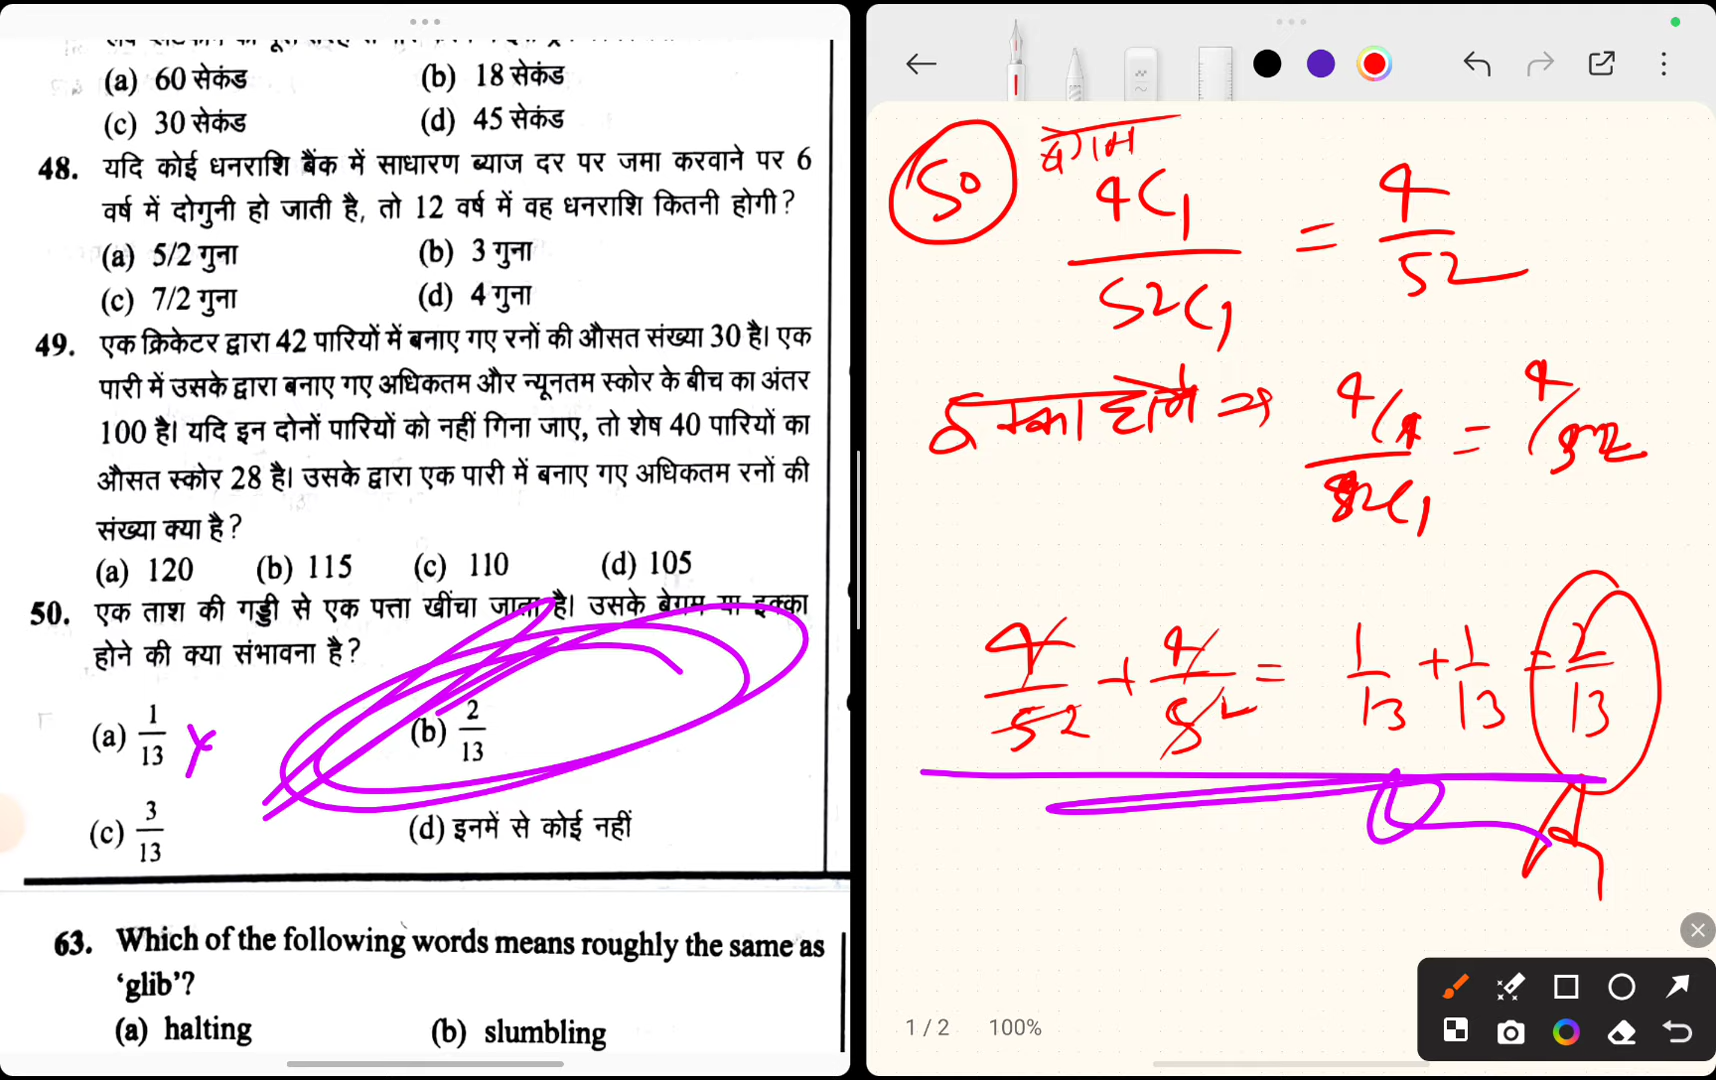 (a) 60 सेकंड (b) 18 सेकंड
(c) 30 सेकंड (d) 45 सेकंड
48. यदि कोई धनराशि बैंक में साधारण ब्याज दर पर जमा करवाने पर 6
वर्ष में दोगुनी हो जाती है, तो 12 वर्ष में वह धनराशि कितनी होगी?
(a) 5/2 गुना (b) 3 गुना
(c) 7/2 गुना (d) 4 गुना
49. एक क्रिकेटर द्वारा 42 पारियों में बनाए गए रनों की औसत संख्या 30 है। एक
पारी में उसके द्वारा बनाए गए अधिकतम और न्यूनतम स्कोर के बीच का अंतर
100 है। यदि इन दोनों पारियों को नहीं गिना जाए, तो शेष 40 पारियों का
औसत स्कोर 28 है। उसके द्वारा एक पारी में बनाए गए अधिकतम रनों की
संख्या क्या है?
(a) 120 (b) 115 (c) 110 (d) 105
50. एक ताश की गड्डी से एक पत्ता खींचा जाता है। उसके बेगम या इक्का
होने की क्या संभावना है?
(a) 1/13 (b) 2/13
(c) 3/13 (d) इनमें से कोई नहीं
63. Which of the following words means roughly the same as
‘glib’?
(a) halting (b) slumbling
50 बेगम
4C1/52C1 = 4/52
इक्का होने ⇒ 4C1/52C1 = 4/52
4/52 + 4/52 = 1/13 + 1/13 = 2/13
1 / 2 100%